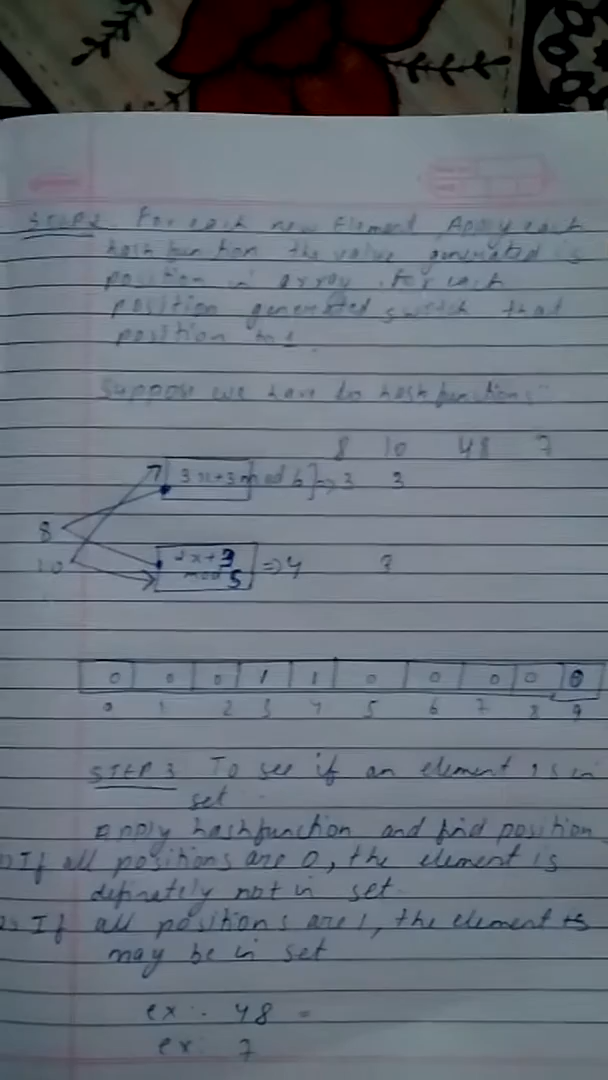 STEP2 For each new Element, Apply each
hash function the value generated is
position in array. For each
position generated switch that
position to 1
Suppose we have two hash functions
8 10 48 7
3x+3 mod 6 => 3 3
8
10
2x+3
mod 5 => 4 3
0 0 0 1 1 0 0 0 0 0
0 1 2 3 4 5 6 7 8 9
STEP 3 To see if an element is in
set
Apply hashfunction and find position
1) If all positions are 0, the element is
definetely not in set.
2) If all positions are 1, the element is
may be in set
ex:. 48 =
ex: 7